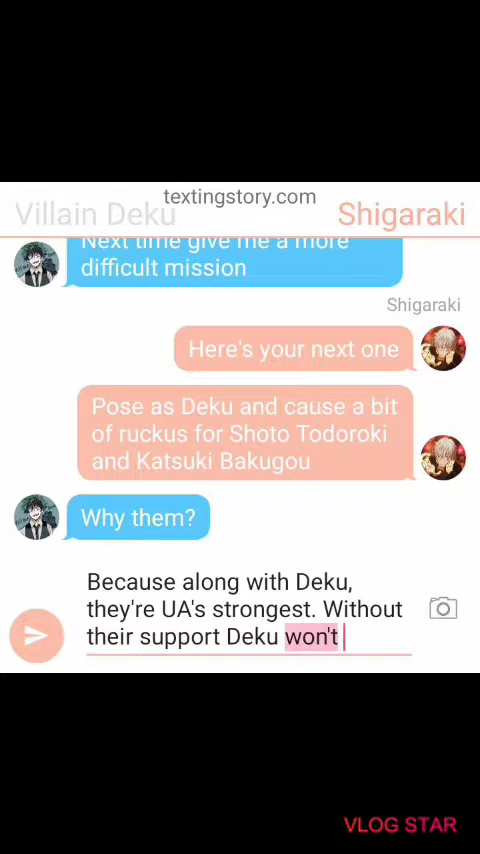 textingstory.com
Villain Deku
Shigaraki
Next time give me a more
difficult mission
Shigaraki
Here's your next one
Pose as Deku and cause a bit
of ruckus for Shoto Todoroki
and Katsuki Bakugou
Why them?
Because along with Deku,
they're UA's strongest. Without
their support Deku won't
VLOG STAR